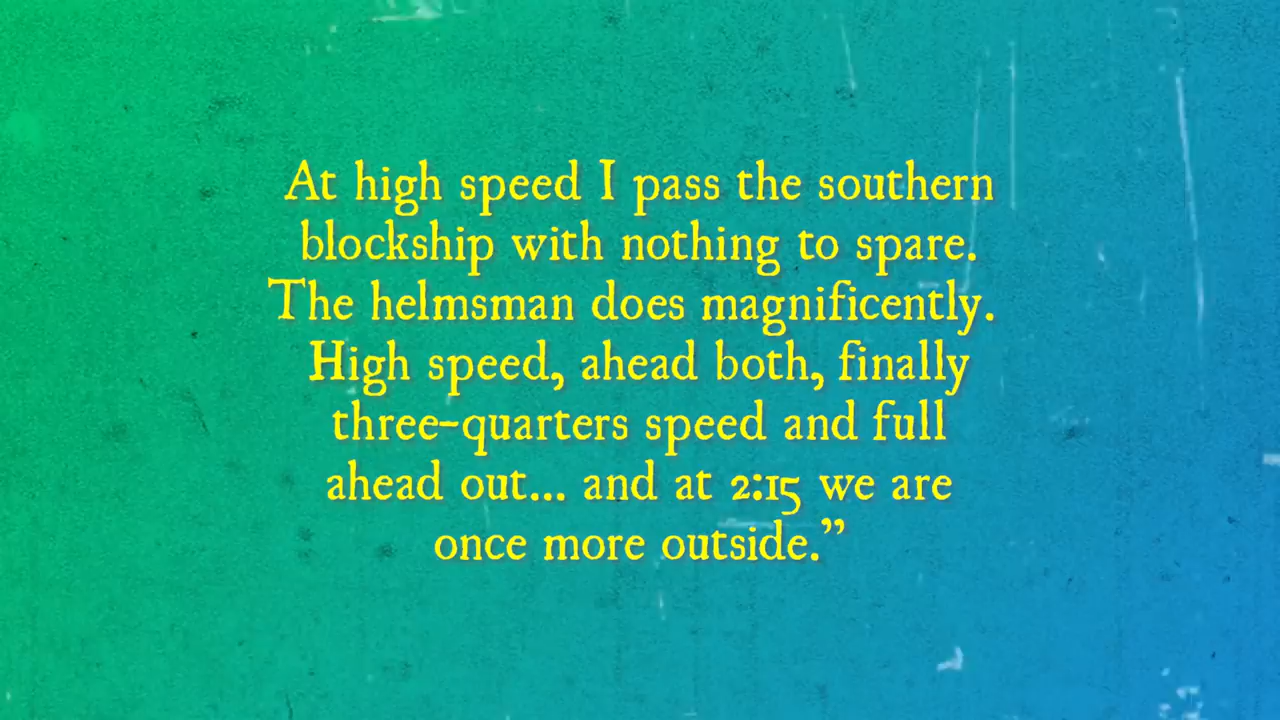 At high speed I pass the southern
blockship with nothing to spare.
The helmsman does magnificently.
High speed, ahead both, finally
three-quarters speed and full
ahead out... and at 2:15 we are
once more outside.”